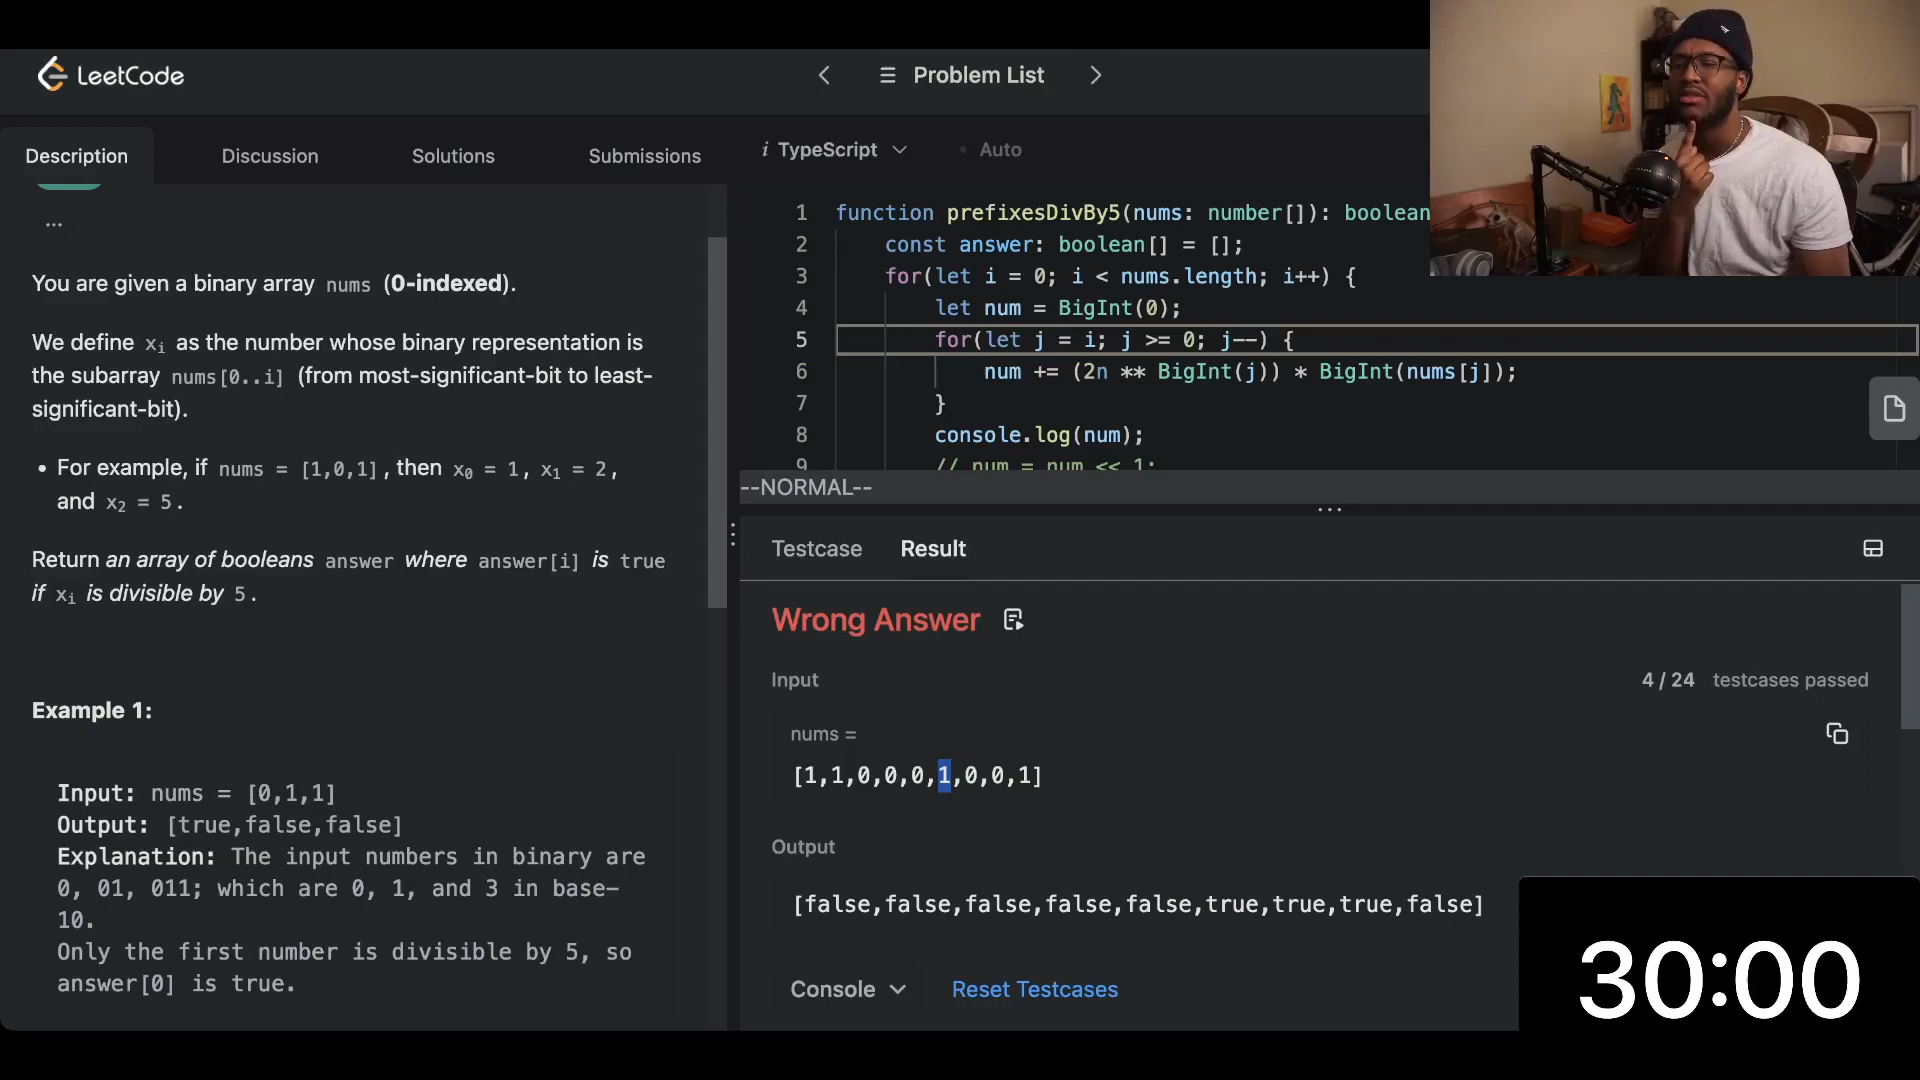 LeetCode
Problem List
Description
Discussion
Solutions
Submissions
...
You are given a binary array nums (0-indexed).
We define xi as the number whose binary representation is
the subarray nums[0..i] (from most-significant-bit to least-
significant-bit).
• For example, if nums = [1,0,1], then x0 = 1, x1 = 2,
and x2 = 5.
Return an array of booleans answer where answer[i] is true
if xi is divisible by 5.
Example 1:
Input: nums = [0,1,1]
Output: [true,false,false]
Explanation: The input numbers in binary are
0, 01, 011; which are 0, 1, and 3 in base-
10.
Only the first number is divisible by 5, so
answer[0] is true.
i TypeScript
• Auto
1 function prefixesDivBy5(nums: number[]): boolean
2 const answer: boolean[] = [];
3 for(let i = 0; i < nums.length; i++) {
4 let num = BigInt(0);
5 for(let j = i; j >= 0; j--) {
6 num += (2n ** BigInt(j)) * BigInt(nums[j]);
7 }
8 console.log(num);
9 // num = num << 1;
--NORMAL--
Testcase
Result
Wrong Answer
Input
4 / 24 testcases passed
nums =
[1,1,0,0,0,1,0,0,1]
Output
[false,false,false,false,false,true,true,true,false]
Console
Reset Testcases
30:00